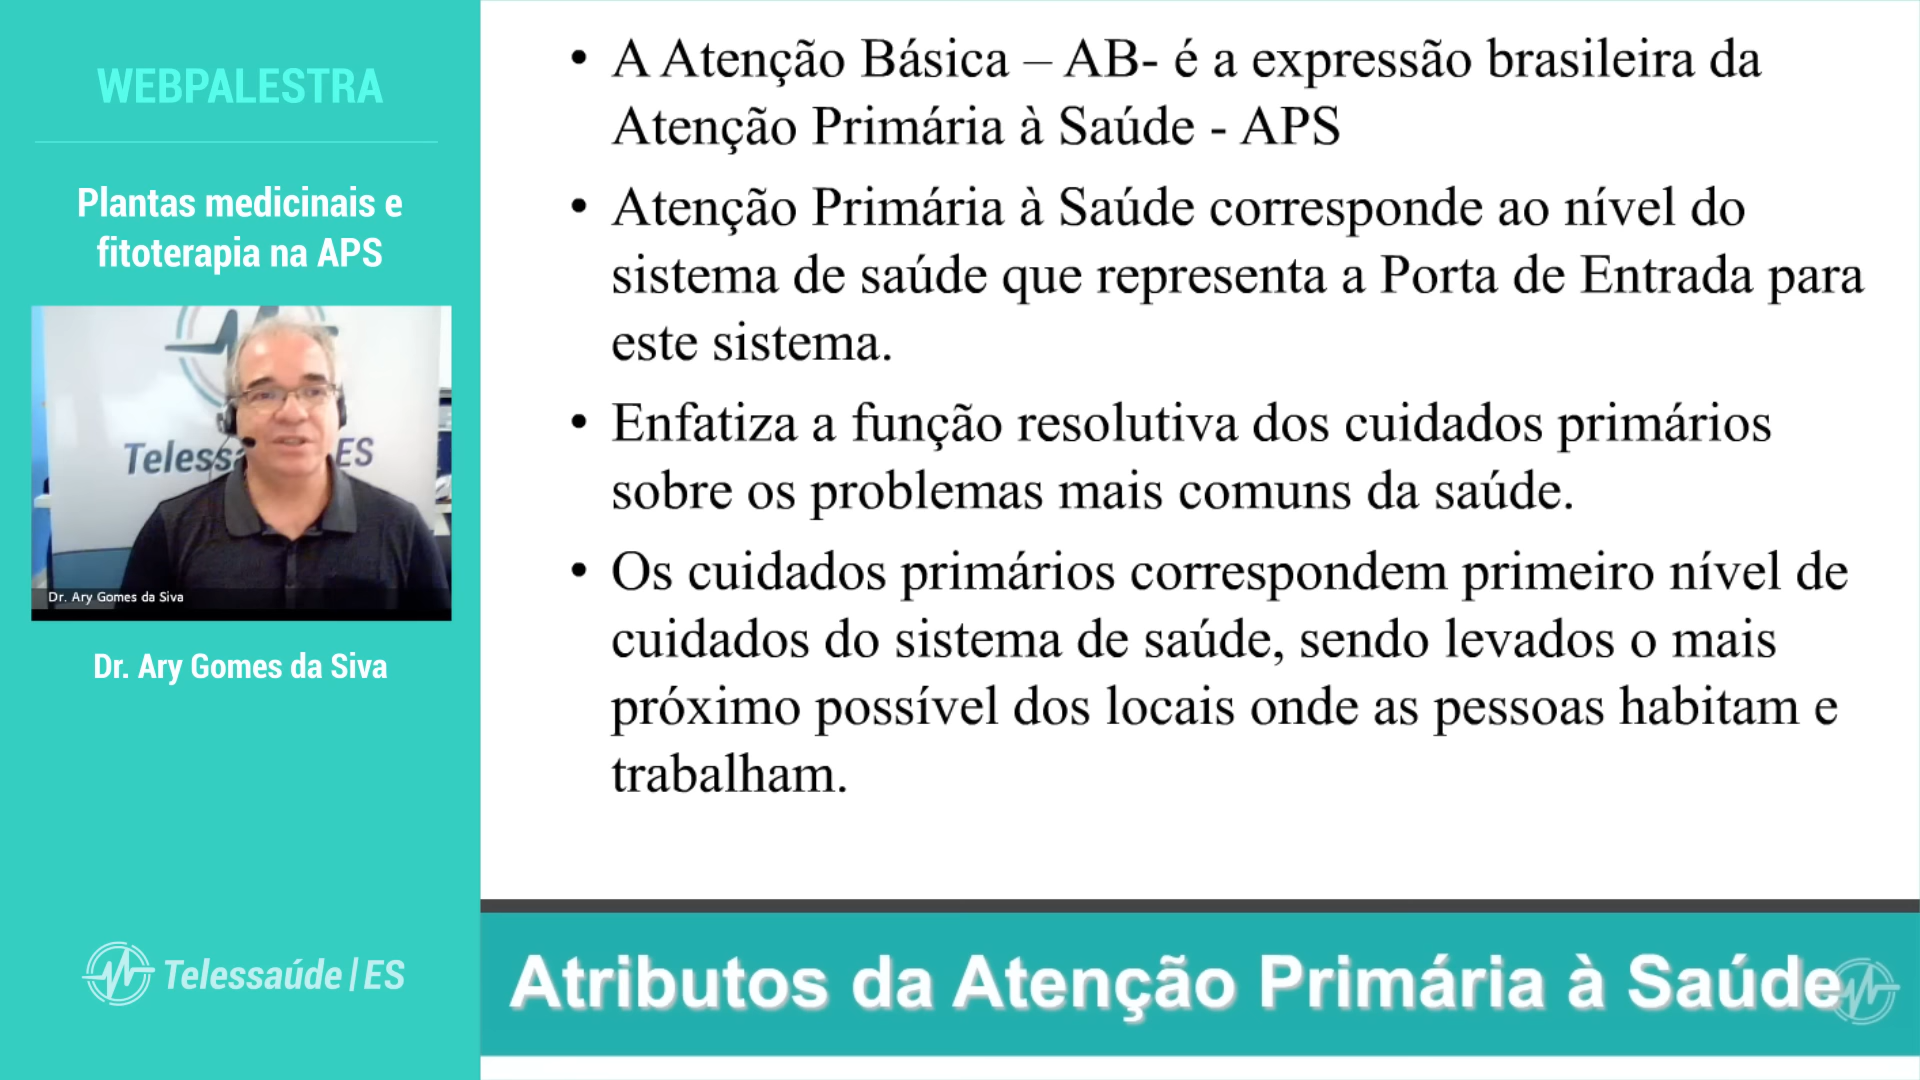 WEBPALESTRA
Plantas medicinais e
fitoterapia na APS
Teless ES
Dr. Ary Gomes da Siva
Dr. Ary Gomes da Siva
Telessaúde|ES
• A Atenção Básica – AB- é a expressão brasileira da
Atenção Primária à Saúde - APS
• Atenção Primária à Saúde corresponde ao nível do
sistema de saúde que representa a Porta de Entrada para
este sistema.
• Enfatiza a função resolutiva dos cuidados primários
sobre os problemas mais comuns da saúde.
• Os cuidados primários correspondem primeiro nível de
cuidados do sistema de saúde, sendo levados o mais
próximo possível dos locais onde as pessoas habitam e
trabalham.
Atributos da Atenção Primária à Saúde